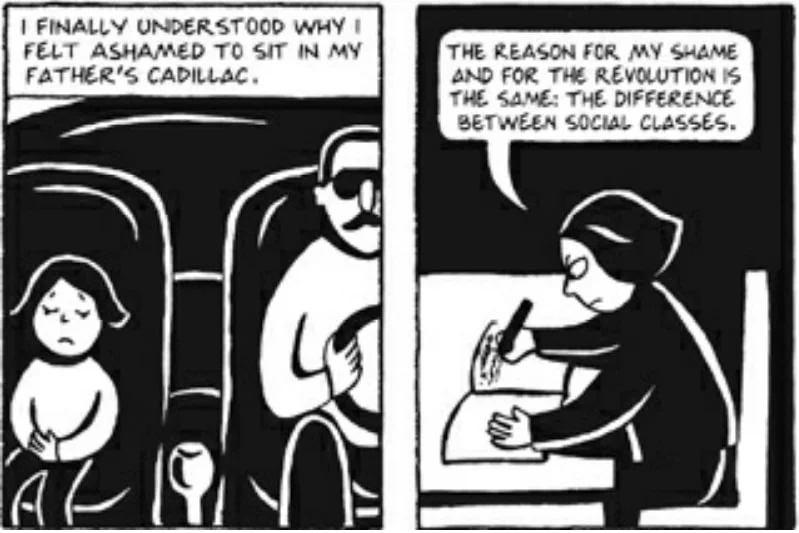 I FINALLY UNDERSTOOD WHY I
FELT ASHAMED TO SIT IN MY
FATHER'S CADILLAC.
THE REASON FOR MY SHAME
AND FOR THE REVOLUTION IS
THE SAME: THE DIFFERENCE
BETWEEN SOCIAL CLASSES.